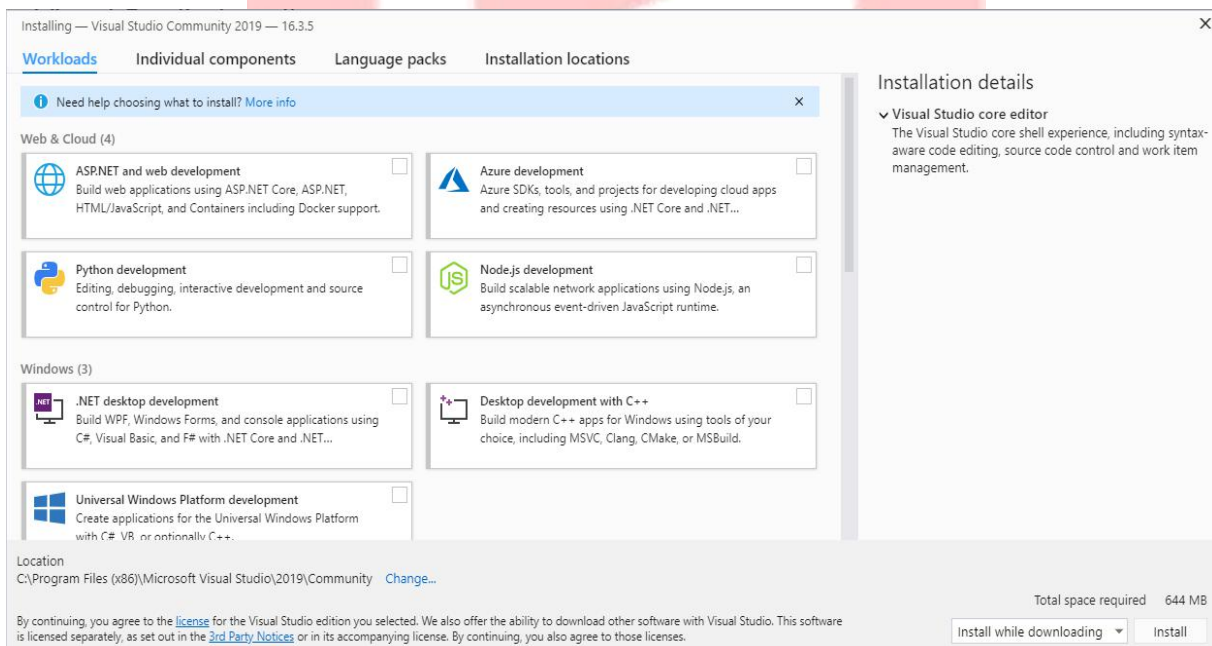 Installing — Visual Studio Community 2019 — 16.3.5
Workloads Individual components Language packs Installation locations
Need help choosing what to install? More info
Web & Cloud (4)
ASP.NET and web development
Build web applications using ASP.NET Core, ASP.NET,
HTML/JavaScript, and Containers including Docker support.
Azure development
Azure SDKs, tools, and projects for developing cloud apps
and creating resources using .NET Core and .NET...
Python development
Editing, debugging, interactive development and source
control for Python.
Node.js development
Build scalable network applications using Node.js, an
asynchronous event-driven JavaScript runtime.
Windows (3)
.NET desktop development
Build WPF, Windows Forms, and console applications using
C#, Visual Basic, and F# with .NET Core and .NET...
Desktop development with C++
Build modern C++ apps for Windows using tools of your
choice, including MSVC, Clang, CMake, or MSBuild.
Universal Windows Platform development
Create applications for the Universal Windows Platform
with C#, VB, or optionally C++.
Installation details
Visual Studio core editor
The Visual Studio core shell experience, including syntax-
aware code editing, source code control and work item
management.
Location
C:\Program Files (x86)\Microsoft Visual Studio\2019\Community Change...
Total space required 644 MB
By continuing, you agree to the license for the Visual Studio edition you selected. We also offer the ability to download other software with Visual Studio. This software
is licensed separately, as set out in the 3rd Party Notices or in its accompanying license. By continuing, you also agree to those licenses.
Install while downloading Install